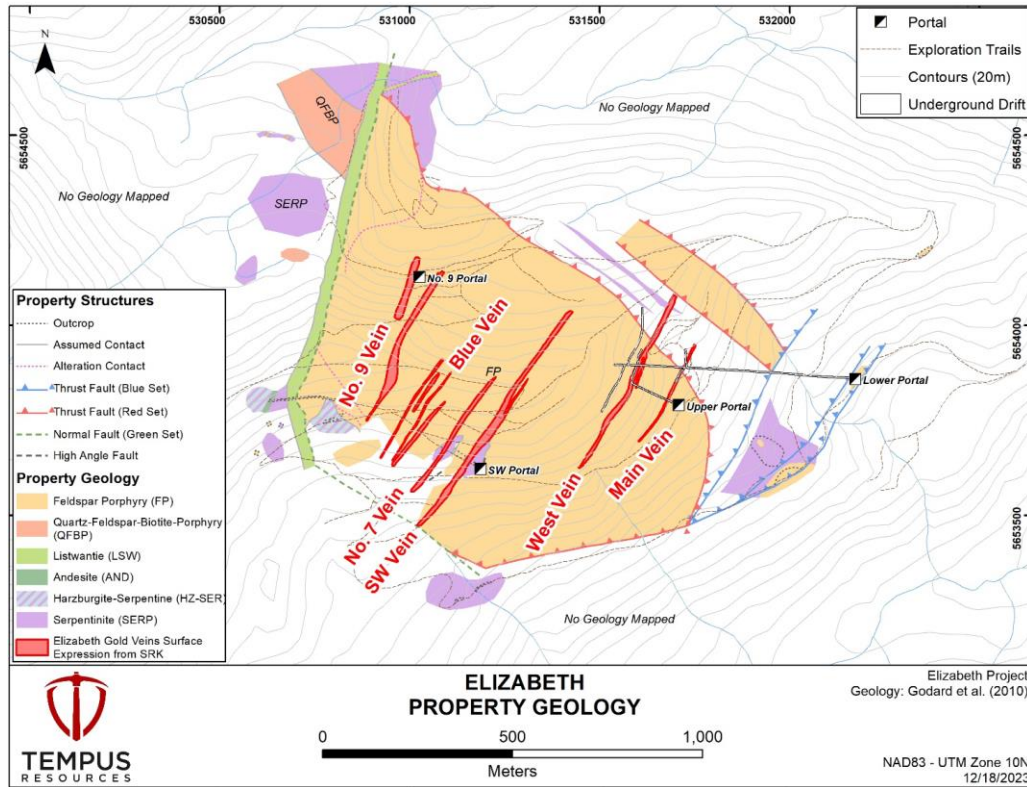 530500
531000
531500
532000
N
Portal
Exploration Trails
Contours (20m)
Underground Drift
5654500
5654500
QFBP
No Geology Mapped
No Geology Mapped
SERP
No. 9 Portal
5654000
No. 9 Vein
Blue Vein
FP
Lower Portal
Upper Portal
SW Portal
No. 7 Vein
SW Vein
West Vein
Main Vein
5653500
No Geology Mapped
Property Structures
Outcrop
Assumed Contact
Alteration Contact
Thrust Fault (Blue Set)
Thrust Fault (Red Set)
Normal Fault (Green Set)
High Angle Fault
Property Geology
Feldspar Porphyry (FP)
Quartz-Feldspar-Biotite-Porphyry
(QFBP)
Listwantie (LSW)
Andesite (AND)
Harzburgite-Serpentine (HZ-SER)
Serpentinite (SERP)
Elizabeth Gold Veins Surface
Expression from SRK
TEMPUS
RESOURCES
ELIZABETH
PROPERTY GEOLOGY
0
500
1,000
Meters
Elizabeth Project
Geology: Godard et al. (2010)
NAD83 - UTM Zone 10N
12/18/2023